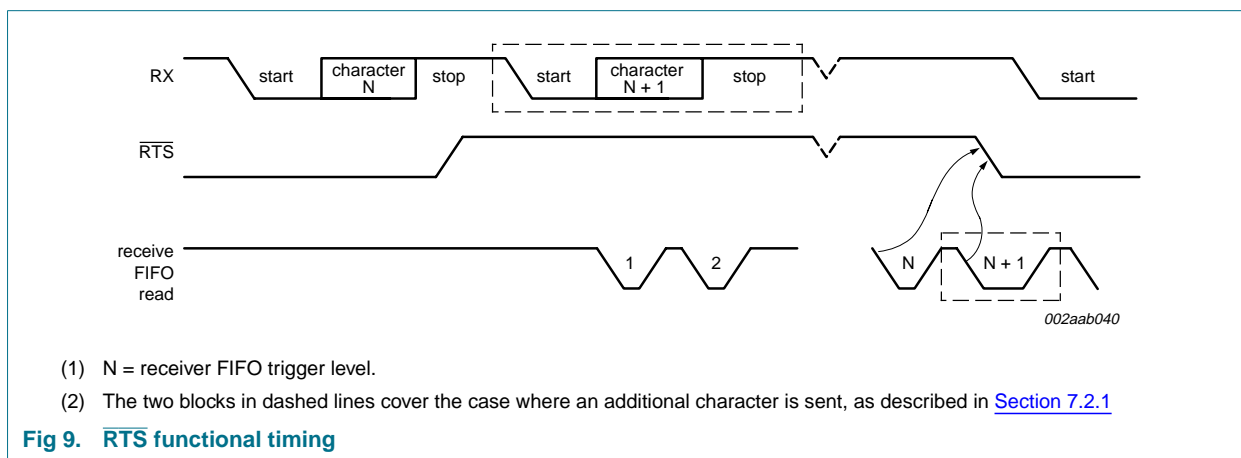 RX
start
character
N
stop
start
character
N + 1
stop
start
RTS
receive
FIFO
read
1
2
N
N + 1
002aab040
(1) N = receiver FIFO trigger level.
(2) The two blocks in dashed lines cover the case where an additional character is sent, as described in Section 7.2.1
Fig 9. RTS functional timing